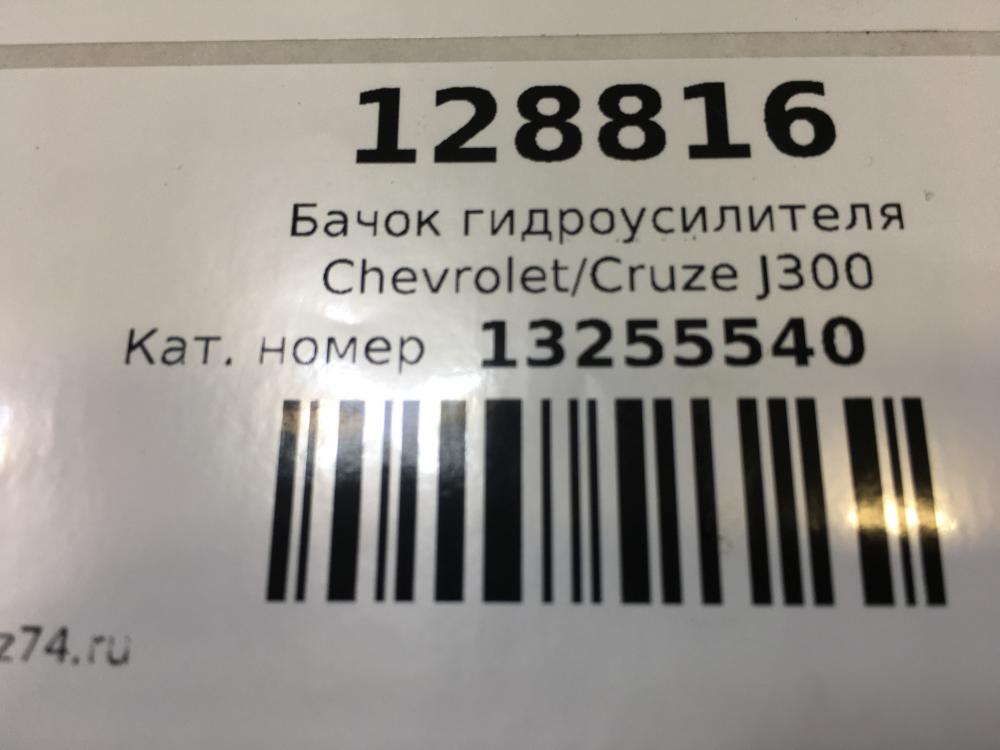 128816
Бачок гидроусилителя
Chevrolet/Cruze J300
Кат. номер 13255540
z74.ru